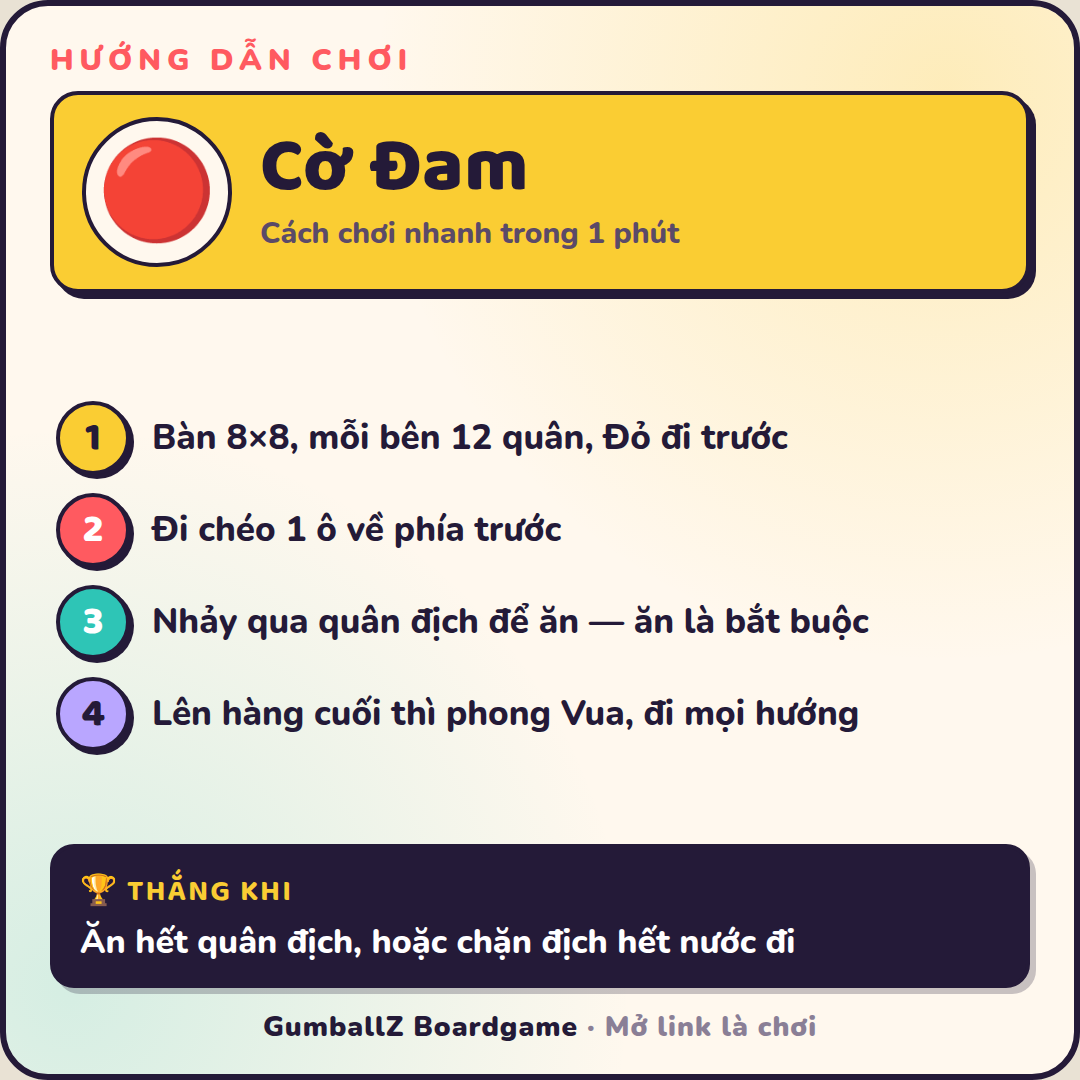 HƯỚNG DẪN CHƠI
Cờ Đam
Cách chơi nhanh trong 1 phút
1 Bàn 8×8, mỗi bên 12 quân, Đỏ đi trước
2 Đi chéo 1 ô về phía trước
3 Nhảy qua quân địch để ăn — ăn là bắt buộc
4 Lên hàng cuối thì phong Vua, đi mọi hướng
🏆 THẮNG KHI
Ăn hết quân địch, hoặc chặn địch hết nước đi
GumballZ Boardgame · Mở link là chơi